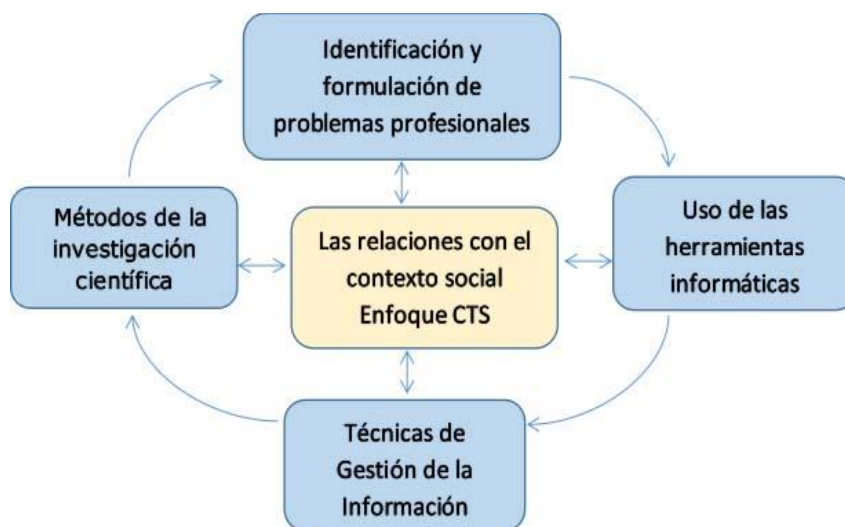 Identificación y
formulación de
problemas profesionales
Métodos de la
investigación
científica
Las relaciones con el
contexto social
Enfoque CTS
Uso de las
herramientas
informáticas
Técnicas de
Gestión de la
Información